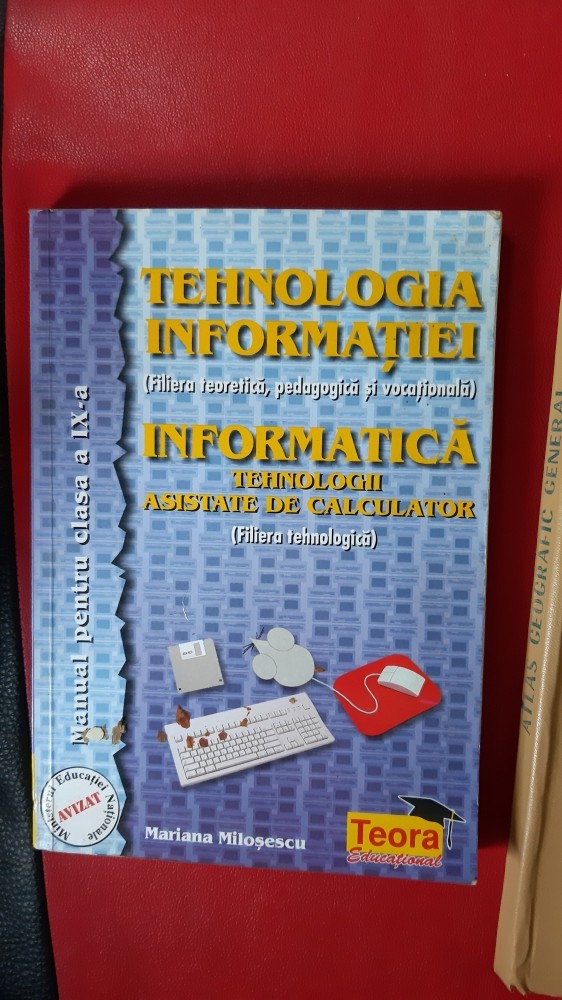 TEHNOLOGIA
INFORMAȚIEI
(Filiera teoretică, pedagogică și vocațională)
INFORMATICĂ
TEHNOLOGII
ASISTATE DE CALCULATOR
(Filiera tehnologică)
Manual pentru clasa a IX-a
Ministerul Educației Naționale
AVIZAT
Mariana Miloșescu
Teora
Educațional
ATLAS GEOGRAFIC GENERAL